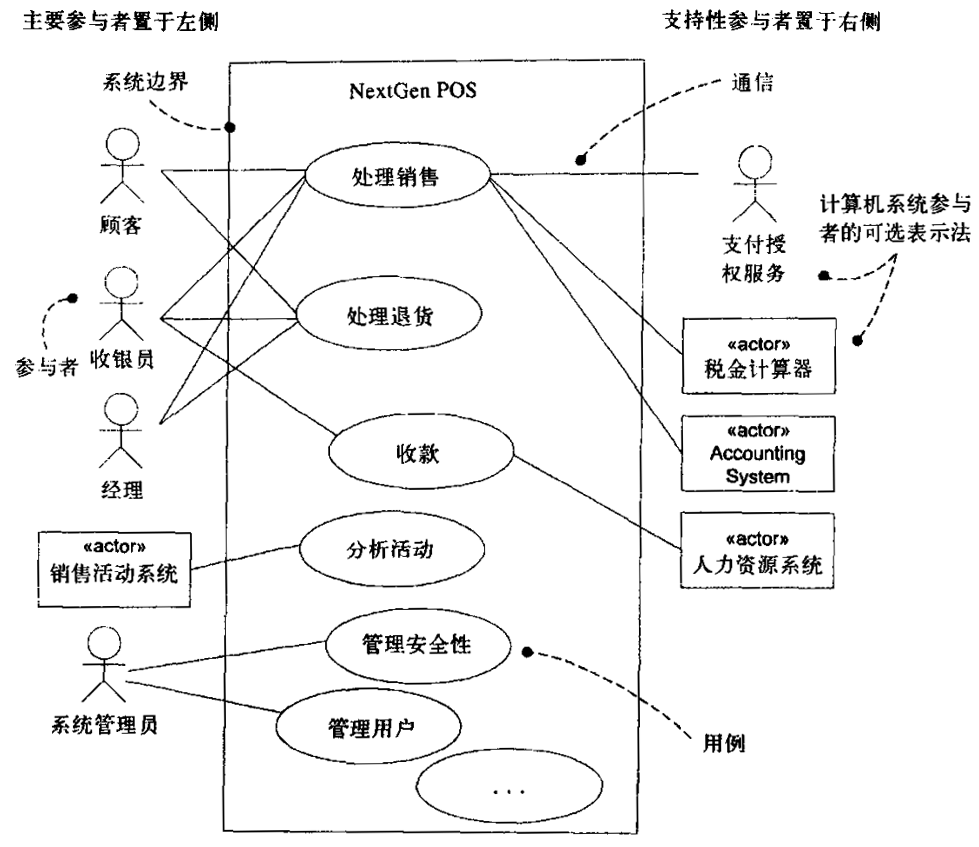 主要参与者置于左侧
支持性参与者置于右侧
系统边界
NextGen POS
通信
处理销售
顾客
支付授
权服务
计算机系统参与
者的可选表示法
处理退货
收银员
参与者
«actor»
税金计算器
收款
«actor»
Accounting
System
经理
«actor»
销售活动系统
分析活动
«actor»
人力资源系统
管理安全性
系统管理员
管理用户
用例
...